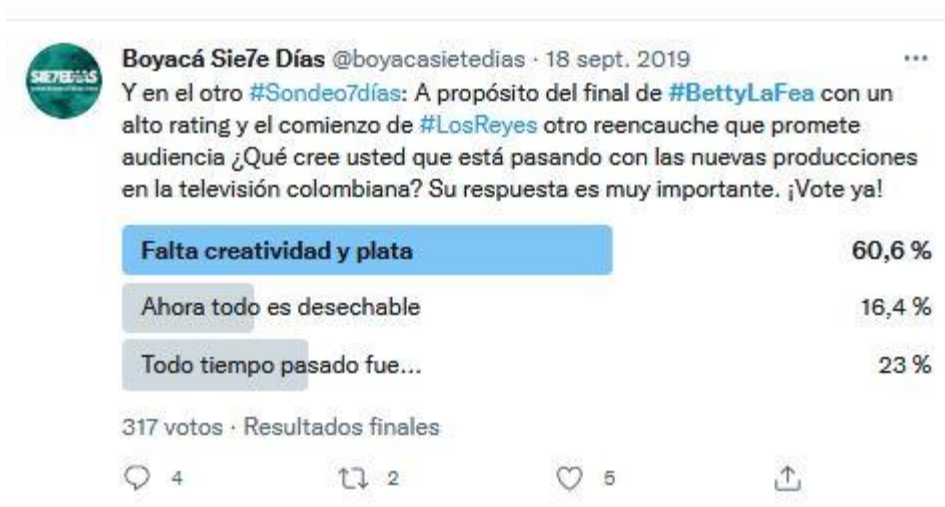 SIE7EDÍAS
Boyacá Sie7e Días @boyacasietedias · 18 sept. 2019
Y en el otro #Sondeo7días: A propósito del final de #BettyLaFea con un
alto rating y el comienzo de #LosReyes otro reencauche que promete
audiencia ¿Qué cree usted que está pasando con las nuevas producciones
en la televisión colombiana? Su respuesta es muy importante. ¡Vote ya!
Falta creatividad y plata 60,6 %
Ahora todo es desechable 16,4 %
Todo tiempo pasado fue... 23 %
317 votos · Resultados finales
4 2 5